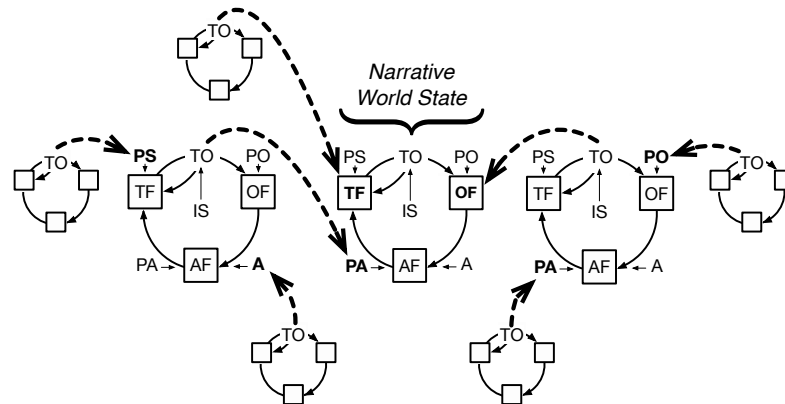 TO
Narrative
World State
TO PS TO PO PS TO PO PS TO PO TO
TF OF TF OF TF OF
IS IS IS
PA AF A PA AF A PA AF A
TO TO